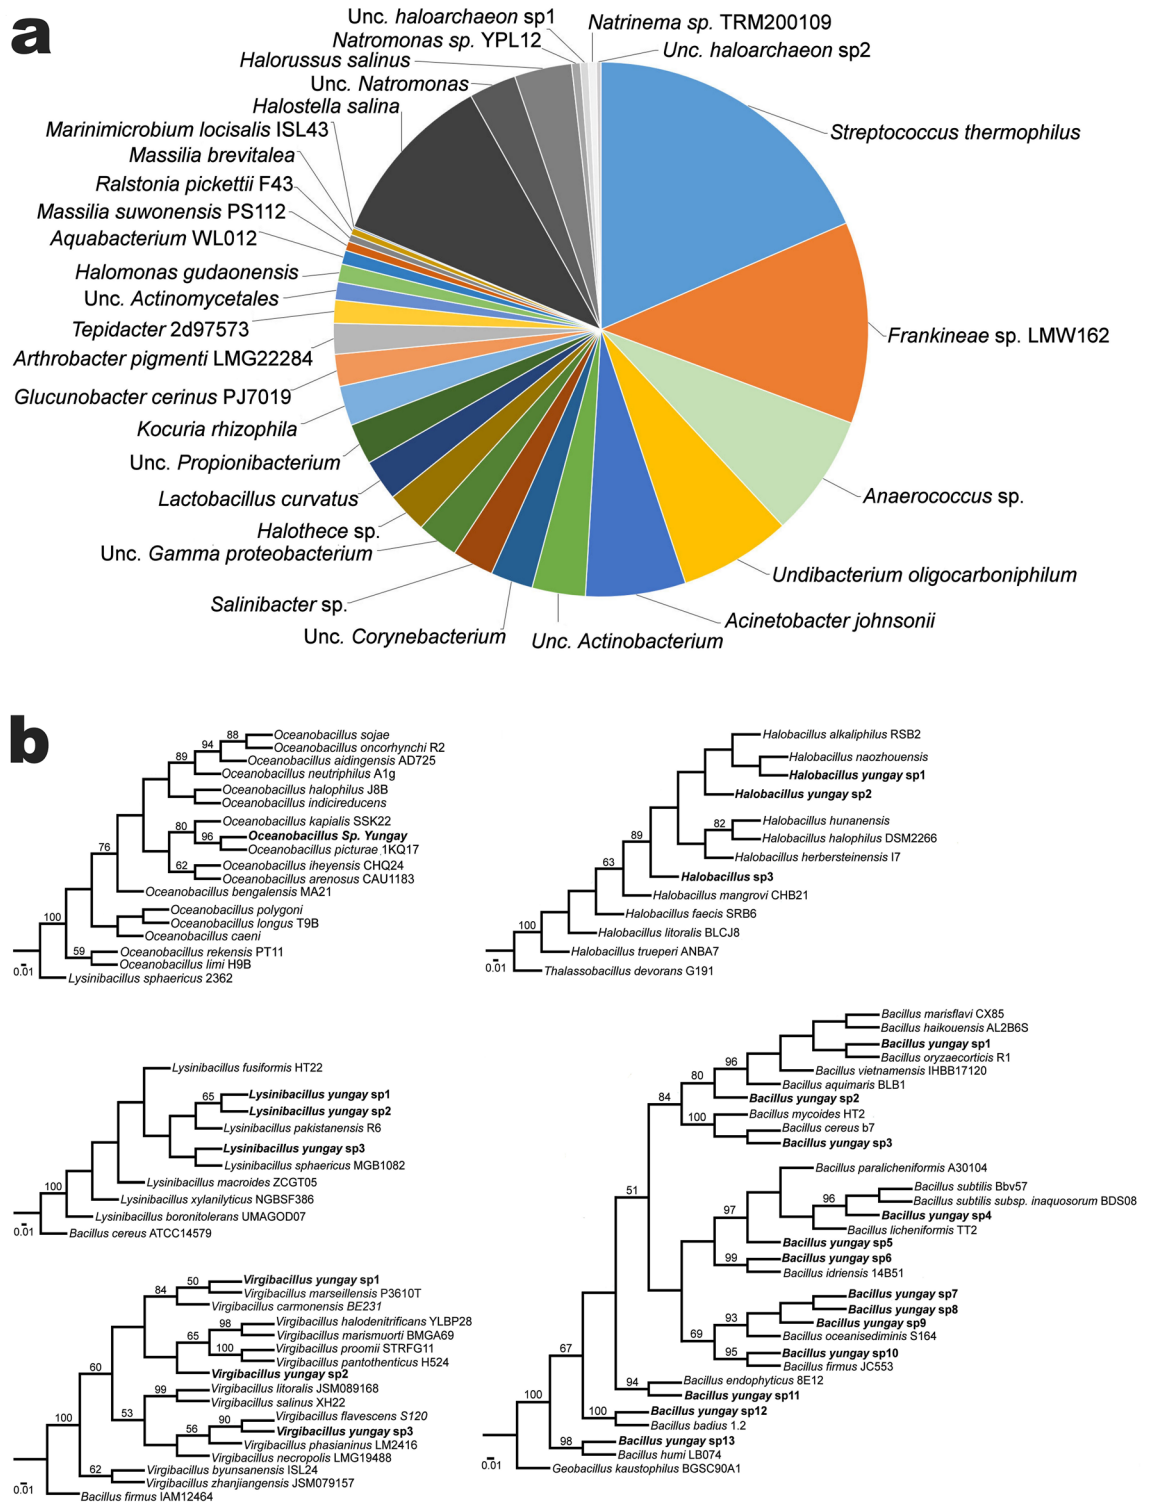 a
Unc. haloarchaeon sp1
Natrinema sp. TRM200109
Natromonas sp. YPL12
Unc. haloarchaeon sp2
Halorussus salinus
Unc. Natromonas
Halostella salina
Marinimicrobium locisalis ISL43
Streptococcus thermophilus
Massilia brevitalea
Ralstonia pickettii F43
Massilia suwonensis PS112
Aquabacterium WL012
Halomonas gudaonensis
Unc. Actinomycetales
Tepidacter 2d97573
Frankineae sp. LMW162
Arthrobacter pigmenti LMG22284
Glucunobacter cerinus PJ7019
Kocuria rhizophila
Unc. Propionibacterium
Lactobacillus curvatus
Anaerococcus sp.
Halothece sp.
Unc. Gamma proteobacterium
Undibacterium oligocarboniphilum
Salinibacter sp.
Acinetobacter johnsonii
Unc. Corynebacterium
Unc. Actinobacterium
b
88
Oceanobacillus sojae
94
Oceanobacillus oncorhynchi R2
89
Oceanobacillus aidingensis AD725
Oceanobacillus neutriphilus A1g
Oceanobacillus halophilus J8B
Oceanobacillus indicireducens
Oceanobacillus kapialis SSK22
80
96
Oceanobacillus Sp. Yungay
Oceanobacillus picturae 1KQ17
76
62
Oceanobacillus iheyensis CHQ24
Oceanobacillus arenosus CAU1183
Oceanobacillus bengalensis MA21
Oceanobacillus polygoni
100
Oceanobacillus longus T9B
Oceanobacillus caeni
59
Oceanobacillus rekensis PT11
Oceanobacillus limi H9B
0.01
Lysinibacillus sphaericus 2362
Halobacillus alkaliphilus RSB2
Halobacillus naozhouensis
Halobacillus yungay sp1
Halobacillus yungay sp2
Halobacillus hunanensis
82
89
Halobacillus halophilus DSM2266
Halobacillus herbersteinensis I7
63
Halobacillus sp3
Halobacillus mangrovi CHB21
Halobacillus faecis SRB6
100
Halobacillus litoralis BLCJ8
Halobacillus trueperi ANBA7
0.01
Thalassobacillus devorans G191
Lysinibacillus fusiformis HT22
65
Lysinibacillus yungay sp1
Lysinibacillus yungay sp2
Lysinibacillus pakistanensis R6
Lysinibacillus yungay sp3
Lysinibacillus sphaericus MGB1082
Lysinibacillus macroides ZCGT05
100
Lysinibacillus xylanilyticus NGBSF386
Lysinibacillus boronitolerans UMAGOD07
0.01
Bacillus cereus ATCC14579
50
Virgibacillus yungay sp1
84
Virgibacillus marseillensis P3610T
Virgibacillus carmonensis BE231
98
Virgibacillus halodenitrificans YLBP28
65
Virgibacillus marismuorti BMGA69
100
Virgibacillus proomii STRFG11
Virgibacillus pantothenticus H524
60
Virgibacillus yungay sp2
99
Virgibacillus litoralis JSM089168
Virgibacillus salinus XH22
53
90
Virgibacillus flavescens S120
100
56
Virgibacillus yungay sp3
Virgibacillus phasianinus LM2416
Virgibacillus necropolis LMG19488
62
Virgibacillus byunsanensis ISL24
Virgibacillus zhanjiangensis JSM079157
0.01
Bacillus firmus IAM12464
Bacillus marisflavi CX85
Bacillus haikouensis AL2B6S
Bacillus yungay sp1
96
Bacillus oryzaecorticis R1
Bacillus vietnamensis IHBB17120
80
Bacillus aquimaris BLB1
84
Bacillus yungay sp2
100
Bacillus mycoides HT2
Bacillus cereus b7
Bacillus yungay sp3
Bacillus paralicheniformis A30104
51
Bacillus subtilis Bbv57
96
Bacillus subtilis subsp. inaquosorum BDS08
97
Bacillus yungay sp4
Bacillus licheniformis TT2
Bacillus yungay sp5
99
Bacillus yungay sp6
Bacillus idriensis 14B51
Bacillus yungay sp7
Bacillus yungay sp8
93
Bacillus yungay sp9
69
Bacillus oceanisediminis S164
67
95
Bacillus yungay sp10
Bacillus firmus JC553
94
Bacillus endophyticus 8E12
100
Bacillus yungay sp11
100
Bacillus yungay sp12
Bacillus badius 1.2
98
Bacillus yungay sp13
Bacillus humi LB074
0.01
Geobacillus kaustophilus BGSC90A1